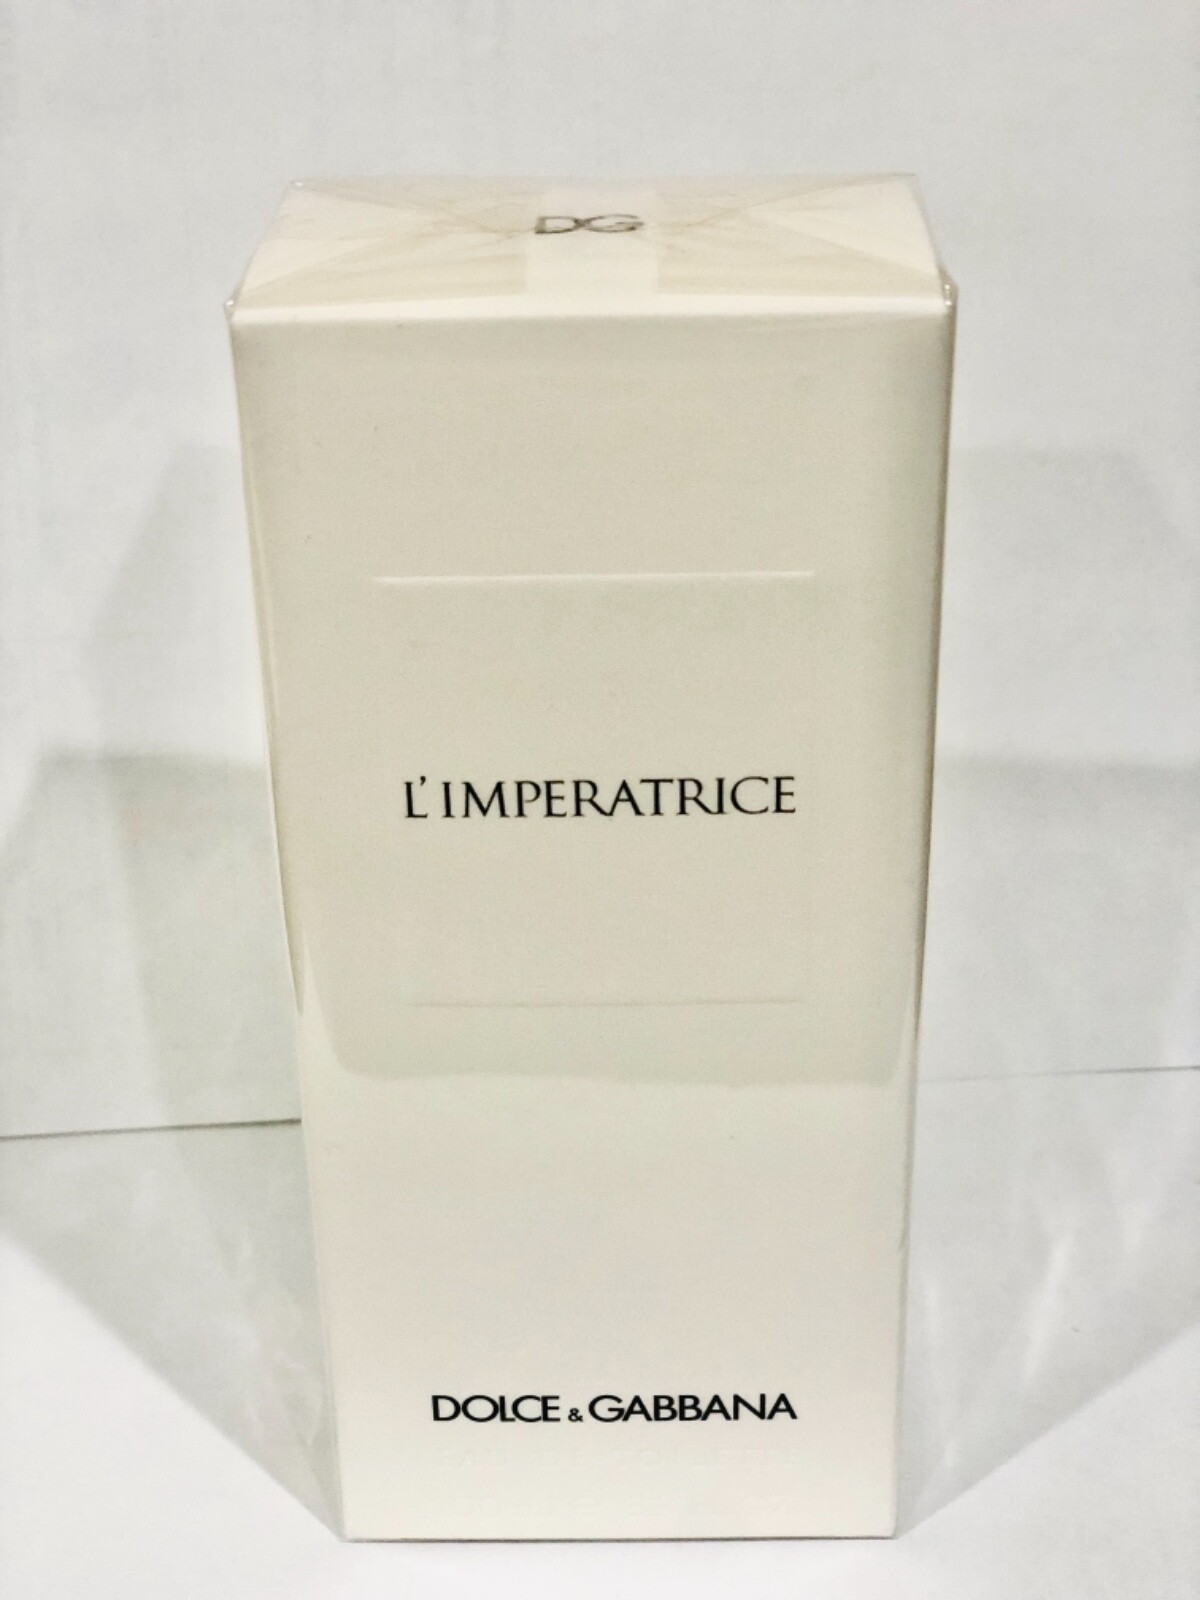 DG
L'IMPERATRICE
DOLCE & GABBANA